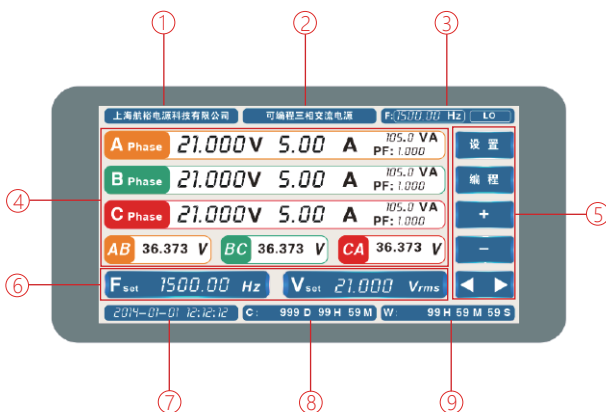 ① ② ③
上海航裕电源科技有限公司 可编程三相交流电源 F:1500.00 Hz LO
A Phase 21.000 V 5.00 A 105.0 VA PF: 1.000
设置
B Phase 21.000 V 5.00 A 105.0 VA PF: 1.000
编程
④ ⑤
C Phase 21.000 V 5.00 A 105.0 VA PF: 1.000
+
AB 36.373 V BC 36.373 V CA 36.373 V
−
⑥ Fset 1500.00 Hz Vset 21.000 Vrms
◀ ▶
2014-01-01 12:12:12 C: 999 D 99 H 59 M W: 99 H 59 M 59 S
⑦ ⑧ ⑨